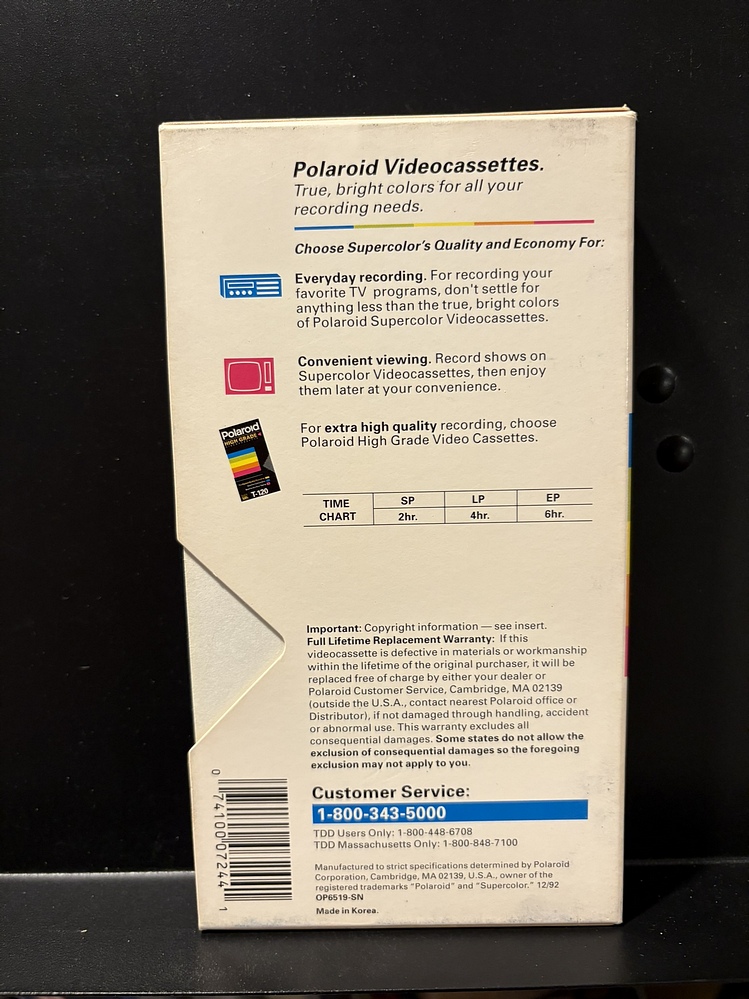 Polaroid Videocassettes.
True, bright colors for all your
recording needs.
Choose Supercolor's Quality and Economy For:
Everyday recording. For recording your
favorite TV programs, don't settle for
anything less than the true, bright colors
of Polaroid Supercolor Videocassettes.
Convenient viewing. Record shows on
Supercolor Videocassettes, then enjoy
them later at your convenience.
Polaroid
HIGH GRADE
T-120
For extra high quality recording, choose
Polaroid High Grade Video Cassettes.
TIME CHART SP LP EP
2hr. 4hr. 6hr.
Important: Copyright information — see insert.
Full Lifetime Replacement Warranty: If this
videocassette is defective in materials or workmanship
within the lifetime of the original purchaser, it will be
replaced free of charge by either your dealer or
Polaroid Customer Service, Cambridge, MA 02139
(outside the U.S.A., contact nearest Polaroid office or
Distributor), if not damaged through handling, accident
or abnormal use. This warranty excludes all
consequential damages. Some states do not allow the
exclusion of consequential damages so the foregoing
exclusion may not apply to you.
Customer Service:
1-800-343-5000
TDD Users Only: 1-800-448-6708
TDD Massachusetts Only: 1-800-848-7100
Manufactured to strict specifications determined by Polaroid
Corporation, Cambridge, MA 02139, U.S.A., owner of the
registered trademarks "Polaroid" and "Supercolor." 12/92
OP6519-SN
Made in Korea.
0 74100 07244 1